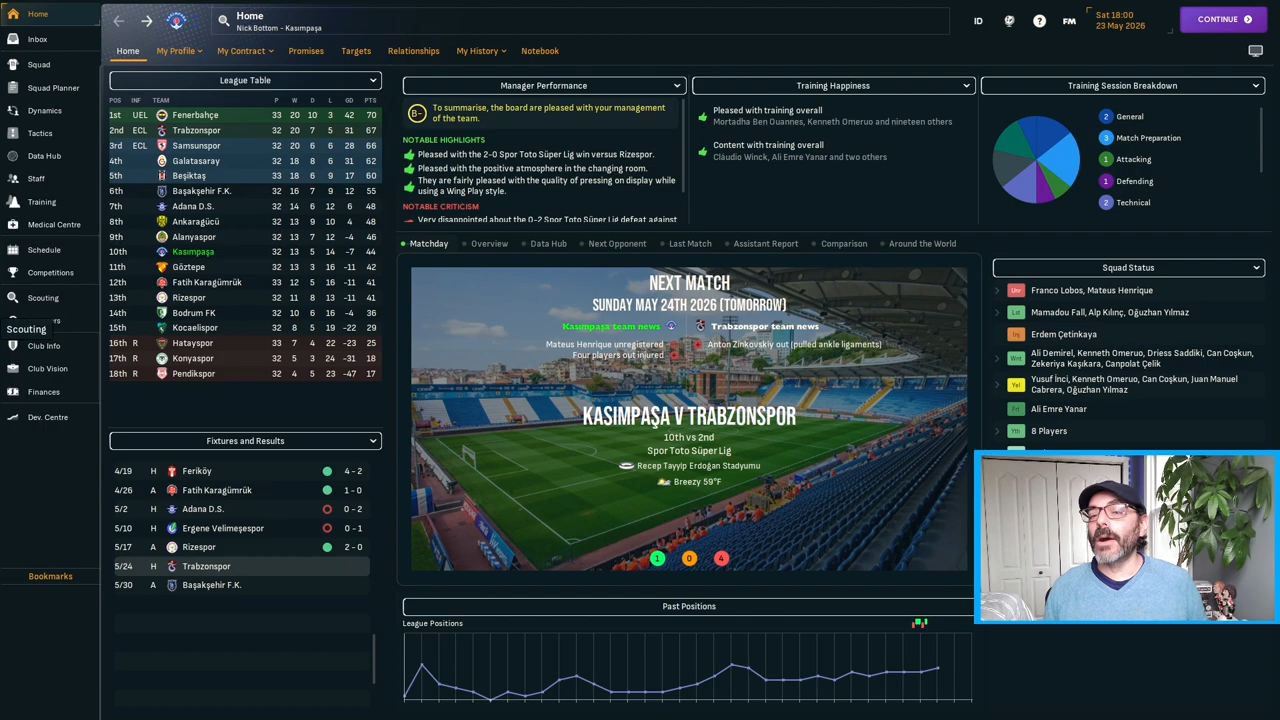 Home
Inbox
Squad
Squad Planner
Dynamics
Tactics
Data Hub
Staff
Training
Medical Centre
Schedule
Competitions
Scouting
Scouting
Club Info
Club Vision
Finances
Dev. Centre
Bookmarks
Home
Nick Bottom - Kasımpaşa
ID
?
FM
Sat 18:00
23 May 2026
CONTINUE
Home
My Profile
My Contract
Promises
Targets
Relationships
My History
Notebook
League Table
POS INF TEAM P W D L GD PTS
1st UEL Fenerbahçe 33 20 10 3 42 70
2nd ECL Trabzonspor 32 20 7 5 31 67
3rd ECL Samsunspor 32 20 6 6 28 66
4th Galatasaray 32 18 8 6 31 62
5th Beşiktaş 33 18 6 9 17 60
6th Başakşehir F.K. 32 16 7 9 12 55
7th Adana D.S. 32 14 6 12 6 48
8th Ankaragücü 32 13 9 10 4 48
9th Alanyaspor 32 13 7 12 -4 46
10th Kasımpaşa 32 13 5 14 -7 44
11th Göztepe 32 13 3 16 -11 42
12th Fatih Karagümrük 33 12 5 16 -11 41
13th Rizespor 32 11 8 13 -11 41
14th Bodrum FK 32 10 6 16 -4 36
15th Kocaelispor 32 8 5 19 -22 29
16th R Hatayspor 33 7 4 22 -23 25
17th R Konyaspor 32 2 4 24 -31 18
18th R Pendikspor 32 4 5 23 -47 17
Fixtures and Results
4/19 H Feriköy 4 - 2
4/26 A Fatih Karagümrük 1 - 0
5/2 H Adana D.S. 0 - 2
5/10 H Ergene Velimeşespor 0 - 1
5/17 A Rizespor 2 - 0
5/24 H Trabzonspor
5/30 A Başakşehir F.K.
Manager Performance
B-
To summarise, the board are pleased with your management
of the team.
NOTABLE HIGHLIGHTS
Pleased with the 2-0 Spor Toto Süper Lig win versus Rizespor.
Pleased with the positive atmosphere in the changing room.
They are fairly pleased with the quality of pressing on display while
using a Wing Play style.
NOTABLE CRITICISM
Very disappointed about the 0-2 Spor Toto Süper Lig defeat against
Training Happiness
Pleased with training overall
Mortadha Ben Ouannes, Kenneth Omeruo and nineteen others
Content with training overall
Cláudio Winck, Ali Emre Yanar and two others
Training Session Breakdown
2 General
3 Match Preparation
1 Attacking
1 Defending
2 Technical
Matchday
Overview
Data Hub
Next Opponent
Last Match
Assistant Report
Comparison
Around the World
NEXT MATCH
SUNDAY MAY 24TH 2026 (TOMORROW)
Kasımpaşa team news
Trabzonspor team news
Mateus Henrique unregistered
Four players out injured
Anton Zinkovskiy out (pulled ankle ligaments)
KASIMPAŞA V TRABZONSPOR
10th vs 2nd
Spor Toto Süper Lig
Recep Tayyip Erdoğan Stadyumu
Breezy 59°F
1
0
4
Past Positions
League Positions
Squad Status
Unr Franco Lobos, Mateus Henrique
Lst Mamadou Fall, Alp Kılınç, Oğuzhan Yılmaz
Inj Erdem Çetinkaya
Wnt Ali Demirel, Kenneth Omeruo, Driess Saddiki, Can Coşkun,
Zekeriya Kaşıkara, Canpolat Çelik
Yel Yusuf İnci, Kenneth Omeruo, Can Coşkun, Juan Manuel
Cabrera, Oğuzhan Yılmaz
Frt Ali Emre Yanar
Yth 8 Players